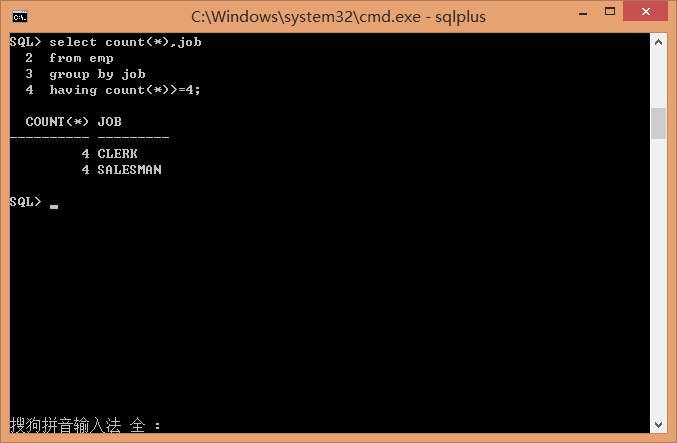 C:\Windows\system32\cmd.exe - sqlplus
SQL> select count(*),job
2 from emp
3 group by job
4 having count(*)>=4;
COUNT(*) JOB
---------- ---------
4 CLERK
4 SALESMAN
SQL> _
搜狗拼音输入法 全 :